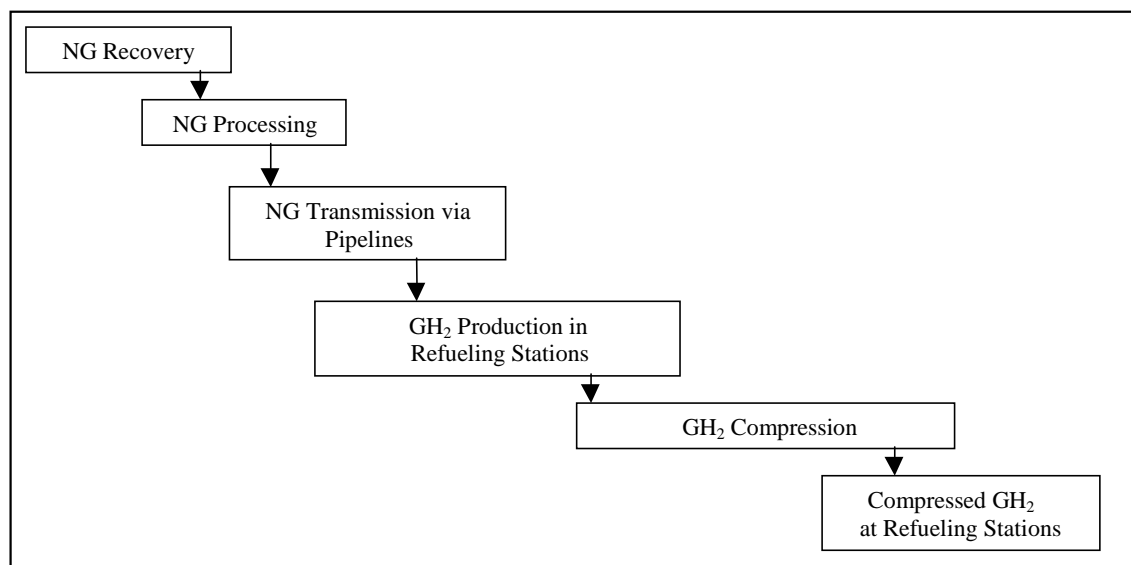 NG Recovery
NG Processing
NG Transmission via
Pipelines
GH₂ Production in
Refueling Stations
GH₂ Compression
Compressed GH₂
at Refueling Stations